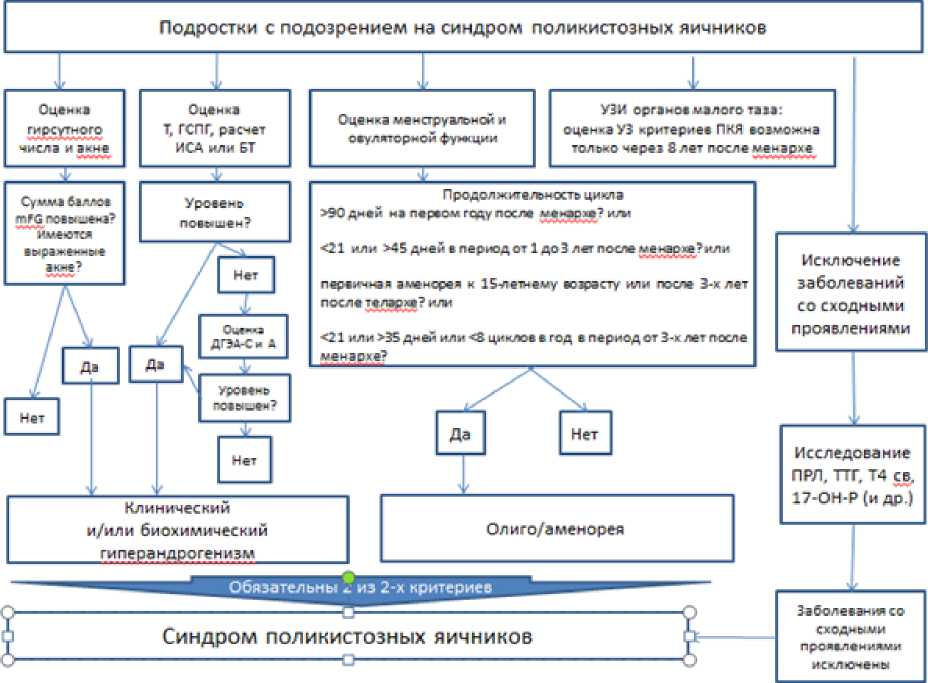 Подростки с подозрением на синдром поликистозных яичников
Оценка
гирсутного
числа и акне
Оценка
Т, ГСПГ, расчет
ИСА или БТ
Оценка менструальной и
овуляторной функции
УЗИ органов малого таза:
оценка УЗ критериев ПКЯ возможна
только через 8 лет после менархе
Сумма баллов
mFG повышена?
Имеются
выраженные
акне?
Уровень
повышен?
Продолжительность цикла
>90 дней на первом году после менархе? или
<21 или >45 дней в период от 1 до 3 лет после менархе? или
первичная аменорея к 15-летнему возрасту или после 3-х лет
после телархе? или
<21 или >35 дней или <8 циклов в год в период от 3-х лет после
менархе?
Исключение
заболеваний
со сходными
проявлениями
Нет
Оценка
ДГЭА-С и А
Да
Да
Уровень
повышен?
Нет
Нет
Да
Нет
Исследование
ПРЛ, ТТГ, Т4 св,
17-ОН-Р (и др.)
Клинический
и/или биохимический
гиперандрогенизм
Олиго/аменорея
Обязательны 2 из 2-х критериев
Синдром поликистозных яичников
Заболевания со
сходными
проявлениями
исключены